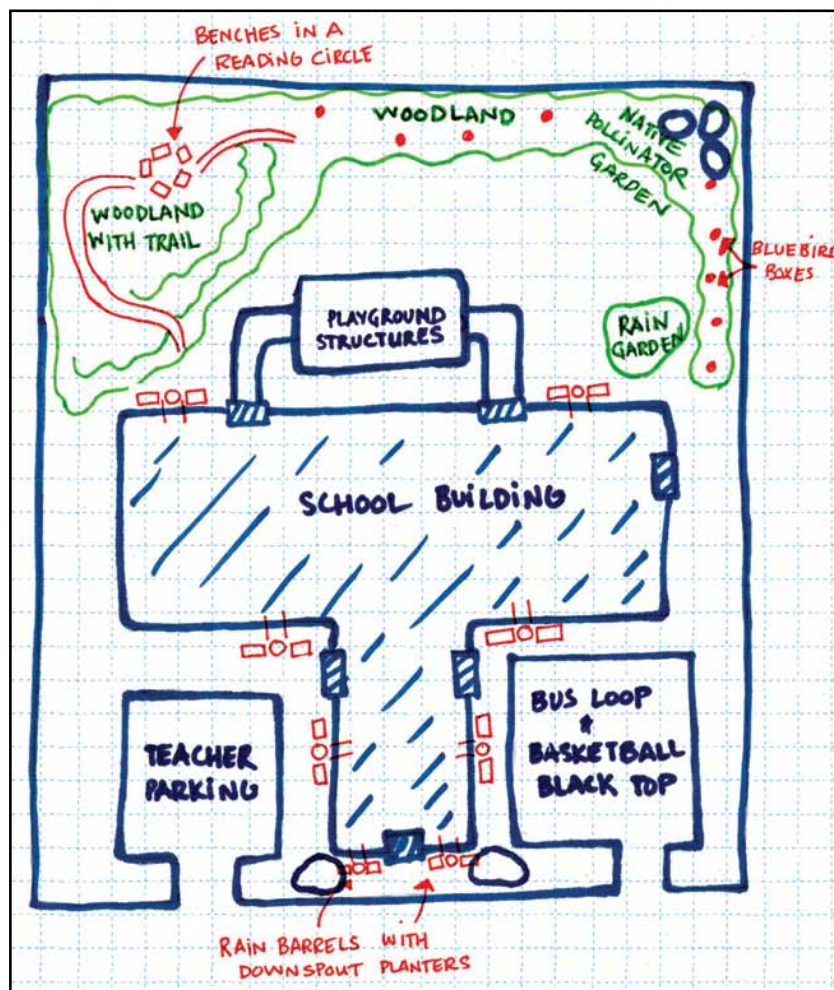 BENCHES IN A
READING CIRCLE
WOODLAND
NATIVE
POLLINATOR
GARDEN
WOODLAND
WITH TRAIL
BLUEBIRD
BOXES
PLAYGROUND
STRUCTURES
RAIN
GARDEN
SCHOOL BUILDING
TEACHER
PARKING
BUS LOOP
&
BASKETBALL
BLACK TOP
RAIN BARRELS WITH
DOWNSPOUT PLANTERS